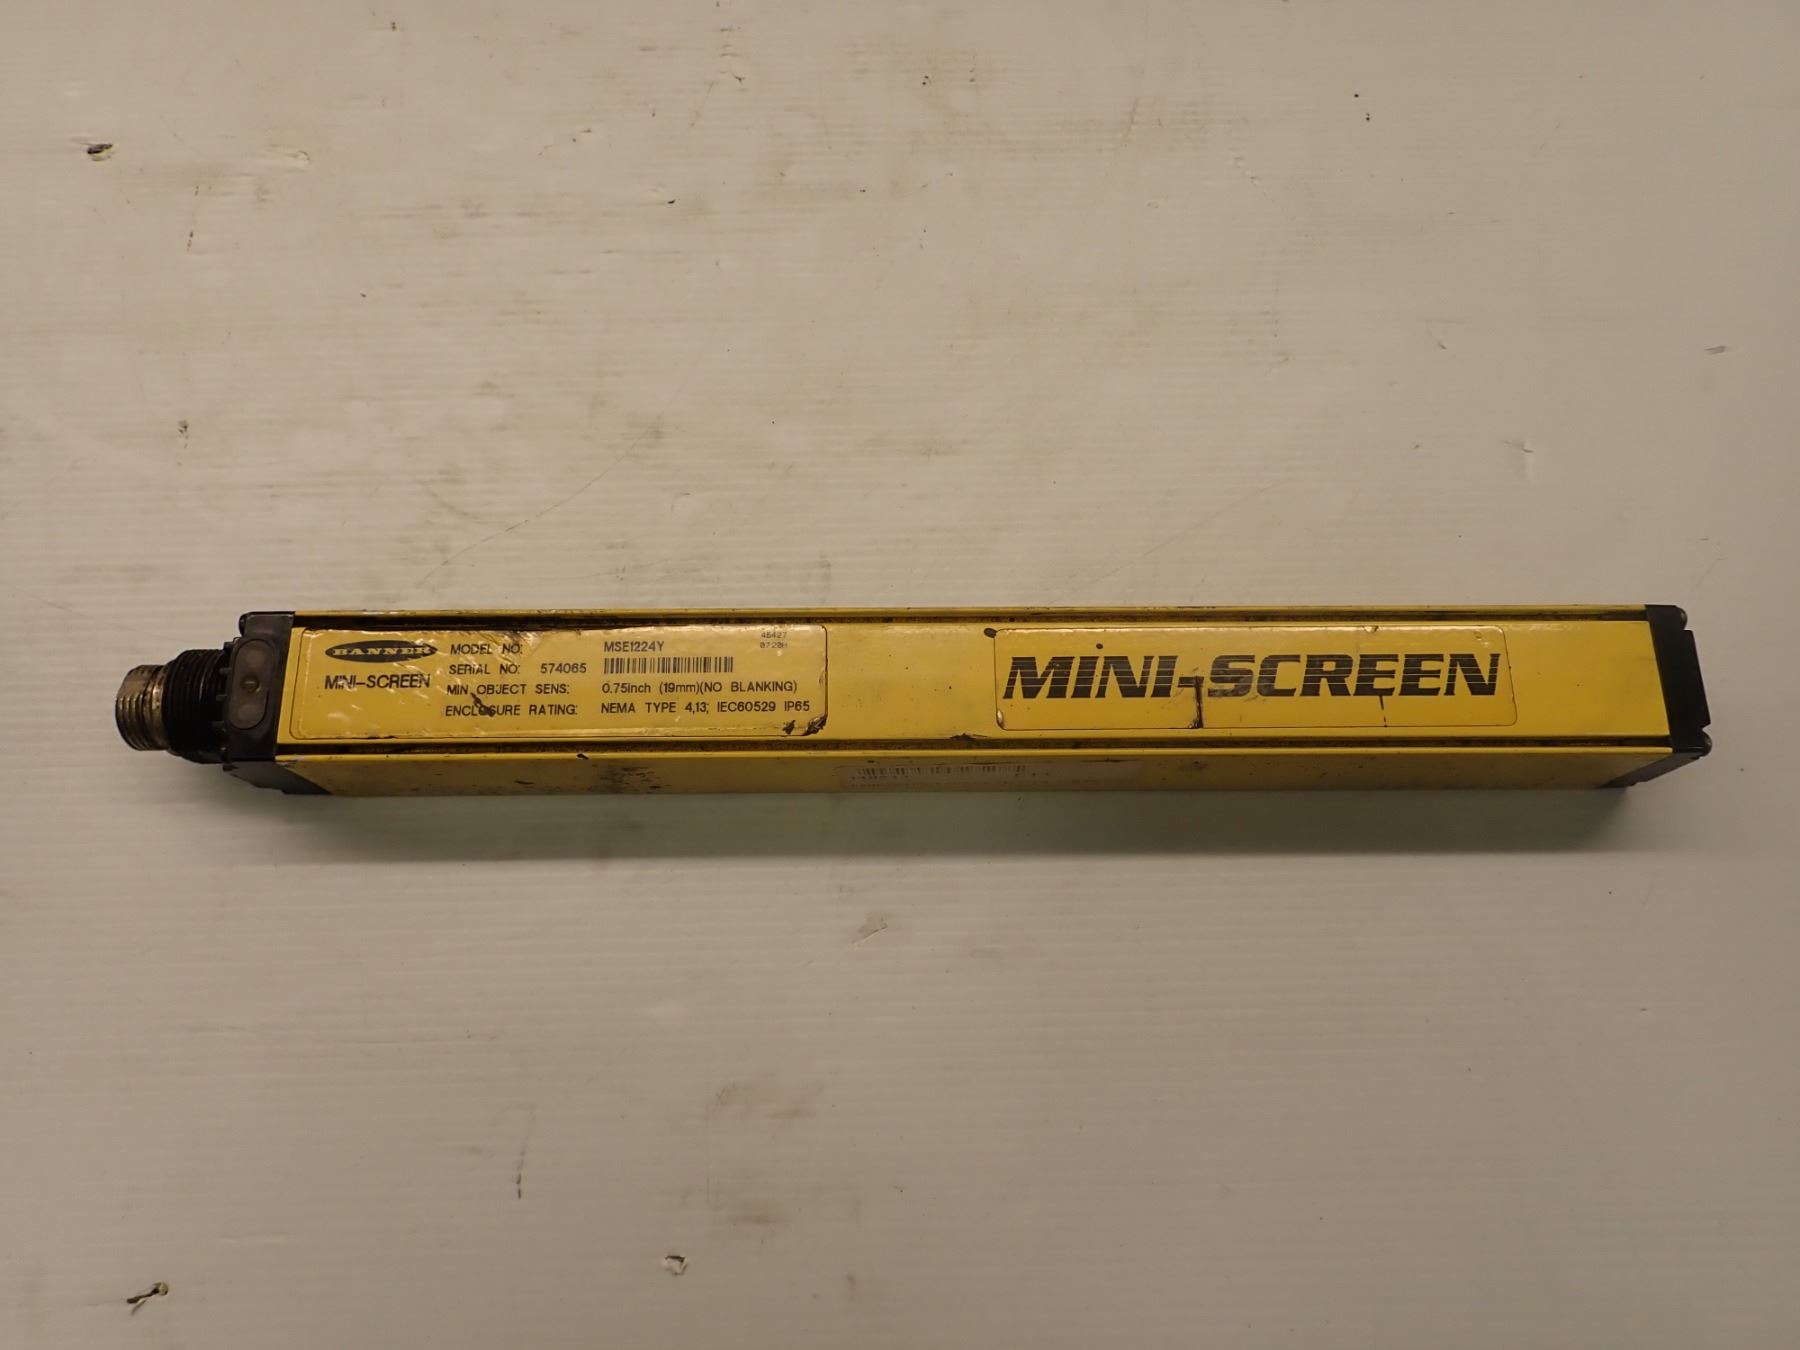 BANNER
MINI-SCREEN
MODEL NO: MSE1224Y
45427
0720H
SERIAL NO: 574065
MIN OBJECT SENS: 0.75inch (19mm)(NO BLANKING)
ENCLOSURE RATING: NEMA TYPE 4,13; IEC60529 IP65
MINI-SCREEN